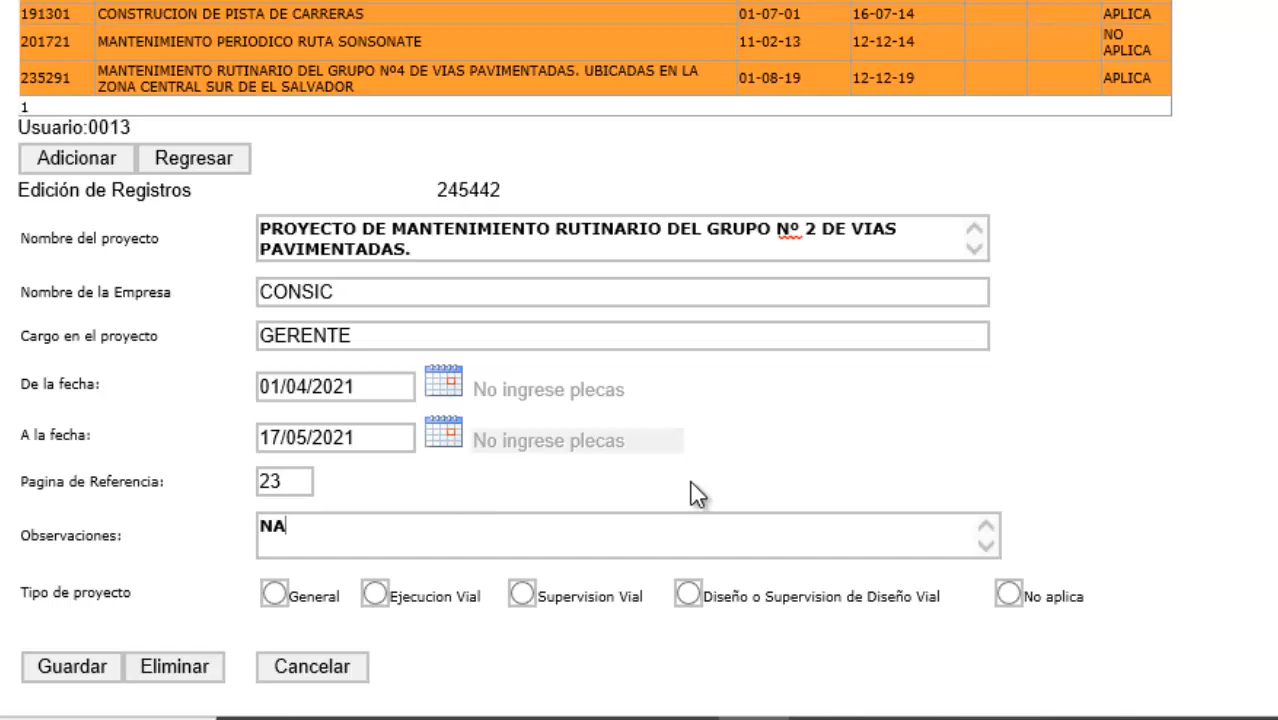 191301 CONSTRUCION DE PISTA DE CARRERAS 01-07-01 16-07-14 APLICA
201721 MANTENIMIENTO PERIODICO RUTA SONSONATE 11-02-13 12-12-14 NO
APLICA
235291 MANTENIMIENTO RUTINARIO DEL GRUPO Nº4 DE VIAS PAVIMENTADAS. UBICADAS EN LA
ZONA CENTRAL SUR DE EL SALVADOR 01-08-19 12-12-19 APLICA
1
Usuario:0013
Adicionar Regresar
Edición de Registros 245442
Nombre del proyecto PROYECTO DE MANTENIMIENTO RUTINARIO DEL GRUPO Nº 2 DE VIAS
PAVIMENTADAS.
Nombre de la Empresa CONSIC
Cargo en el proyecto GERENTE
De la fecha: 01/04/2021 No ingrese plecas
A la fecha: 17/05/2021 No ingrese plecas
Pagina de Referencia: 23
Observaciones: NA
Tipo de proyecto General Ejecucion Vial Supervision Vial Diseño o Supervision de Diseño Vial No aplica
Guardar Eliminar Cancelar